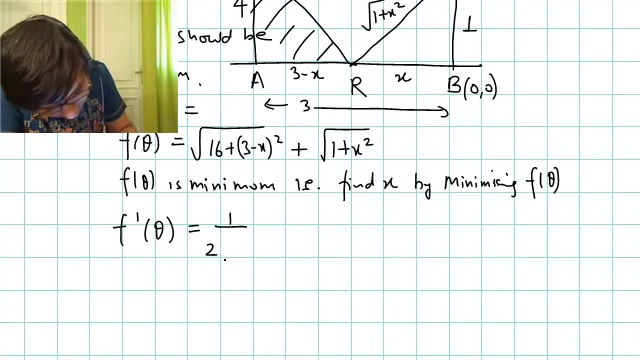 4
√1+x²
should be
1
3-x
x
A
R
B(0,0)
m.
3
=
f(θ) = √16+(3-x)² + √1+x²
f(θ) is minimum i.e. find x by minimising f(θ)
f'(θ) = 1
2 .